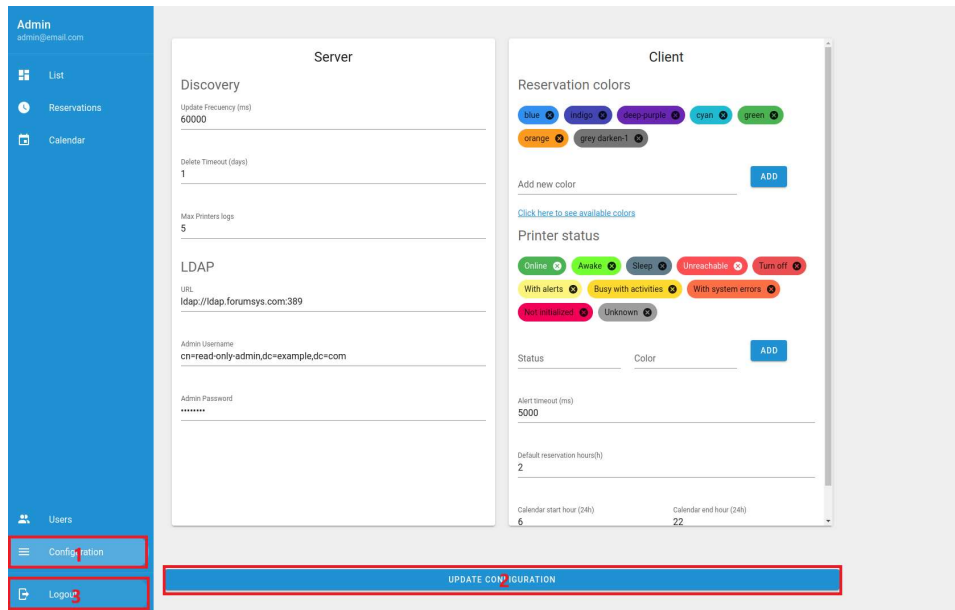 Admin
admin@email.com
List
Reservations
Calendar
Users
Configuration
1
Logout
3
Server
Discovery
Update Frecuency (ms)
60000
Delete Timeout (days)
1
Max Printers logs
5
LDAP
URL
ldap://ldap.forumsys.com:389
Admin Username
cn=read-only-admin,dc=example,dc=com
Admin Password
••••••••
Client
Reservation colors
blue indigo deep-purple cyan green
orange grey darken-1
Add new color ADD
Click here to see available colors
Printer status
Online Awake Sleep Unreachable Turn off
With alerts Busy with activities With system errors
Not initialized Unknown
Status Color ADD
Alert timeout (ms)
5000
Default reservation hours(h)
2
Calendar start hour (24h) Calendar end hour (24h)
6 22
UPDATE CONFIGURATION
2